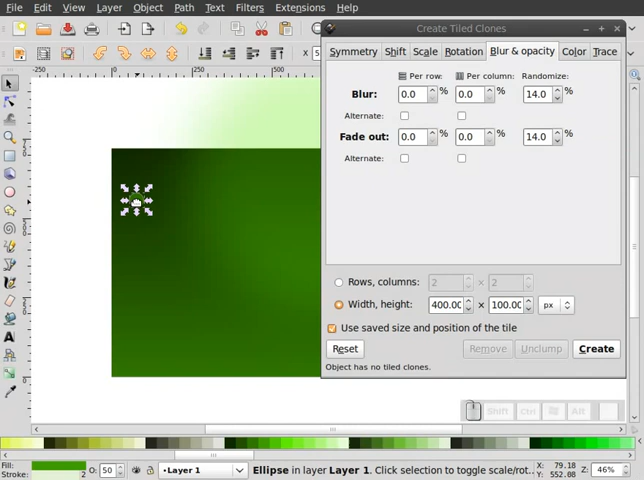 File Edit View Layer Object Path Text Filters Extensions Help
Create Tiled Clones
Symmetry Shift Scale Rotation Blur & opacity Color Trace
Per row: Per column: Randomize:
Blur: 0.0 % 0.0 % 14.0 %
Alternate:
Fade out: 0.0 % 0.0 % 14.0 %
Alternate:
Rows, columns: 2 × 2
Width, height: 400.00 × 100.00 px
Use saved size and position of the tile
Reset Remove Unclump Create
Object has no tiled clones.
Shift Ctrl Alt
Fill: O: 50 •Layer 1 Ellipse in layer Layer 1. Click selection to toggle scale/rot... X: 79.18 Z: 46%
Stroke: 2 Y: 552.08